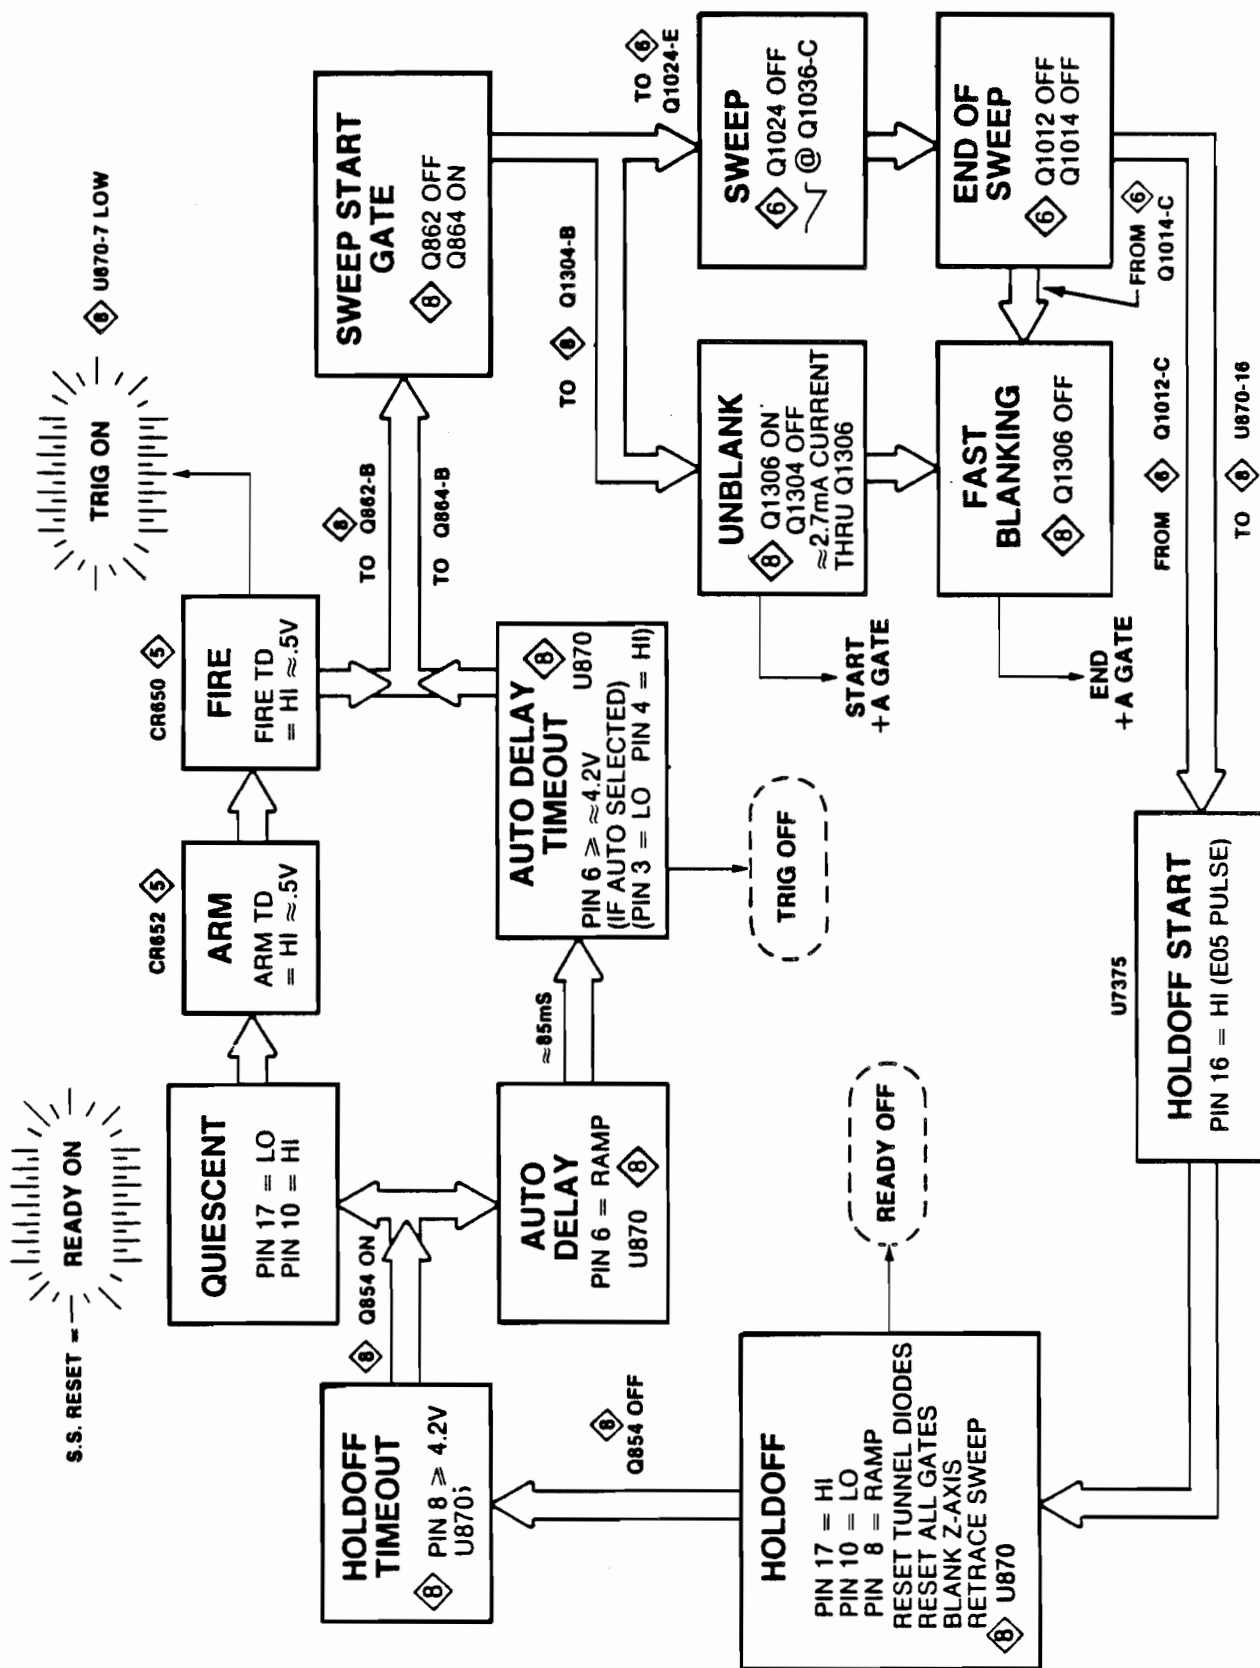 S.S. RESET =
READY ON
TRIG ON
8 U870-7 LOW
CR652 5
CR650 5
QUIESCENT
PIN 17 = LO
PIN 10 = HI
ARM
ARM TD
= HI ≈.5V
FIRE
FIRE TD
= HI ≈.5V
HOLDOFF
TIMEOUT
8 PIN 8 ⩾ 4.2V
U870
8 Q854 ON
AUTO
DELAY
PIN 6 = RAMP
U870 8
≈85mS
AUTO DELAY
TIMEOUT 8
PIN 6 ⩾ ≈4.2V U870
(IF AUTO SELECTED)
(PIN 3 = LO PIN 4 = HI)
TRIG OFF
8
TO Q862-B
TO Q864-B
SWEEP START
GATE
8 Q862 OFF
Q864 ON
TO 8 Q1304-B
TO 6
Q1024-E
8
Q854 OFF
HOLDOFF
PIN 17 = HI
PIN 10 = LO
PIN 8 = RAMP
RESET TUNNEL DIODES
RESET ALL GATES
BLANK Z-AXIS
RETRACE SWEEP
8 U870
READY OFF
UNBLANK
8 Q1306 ON
Q1304 OFF
≈2.7mA CURRENT
THRU Q1306
SWEEP
6 Q1024 OFF
@ Q1036-C
START
+A GATE
FAST
BLANKING
8 Q1306 OFF
END OF
SWEEP
6 Q1012 OFF
Q1014 OFF
END
+A GATE
FROM 6
Q1014-C
FROM 6 Q1012-C
TO 8 U870-16
U7375
HOLDOFF START
PIN 16 = HI (E05 PULSE)